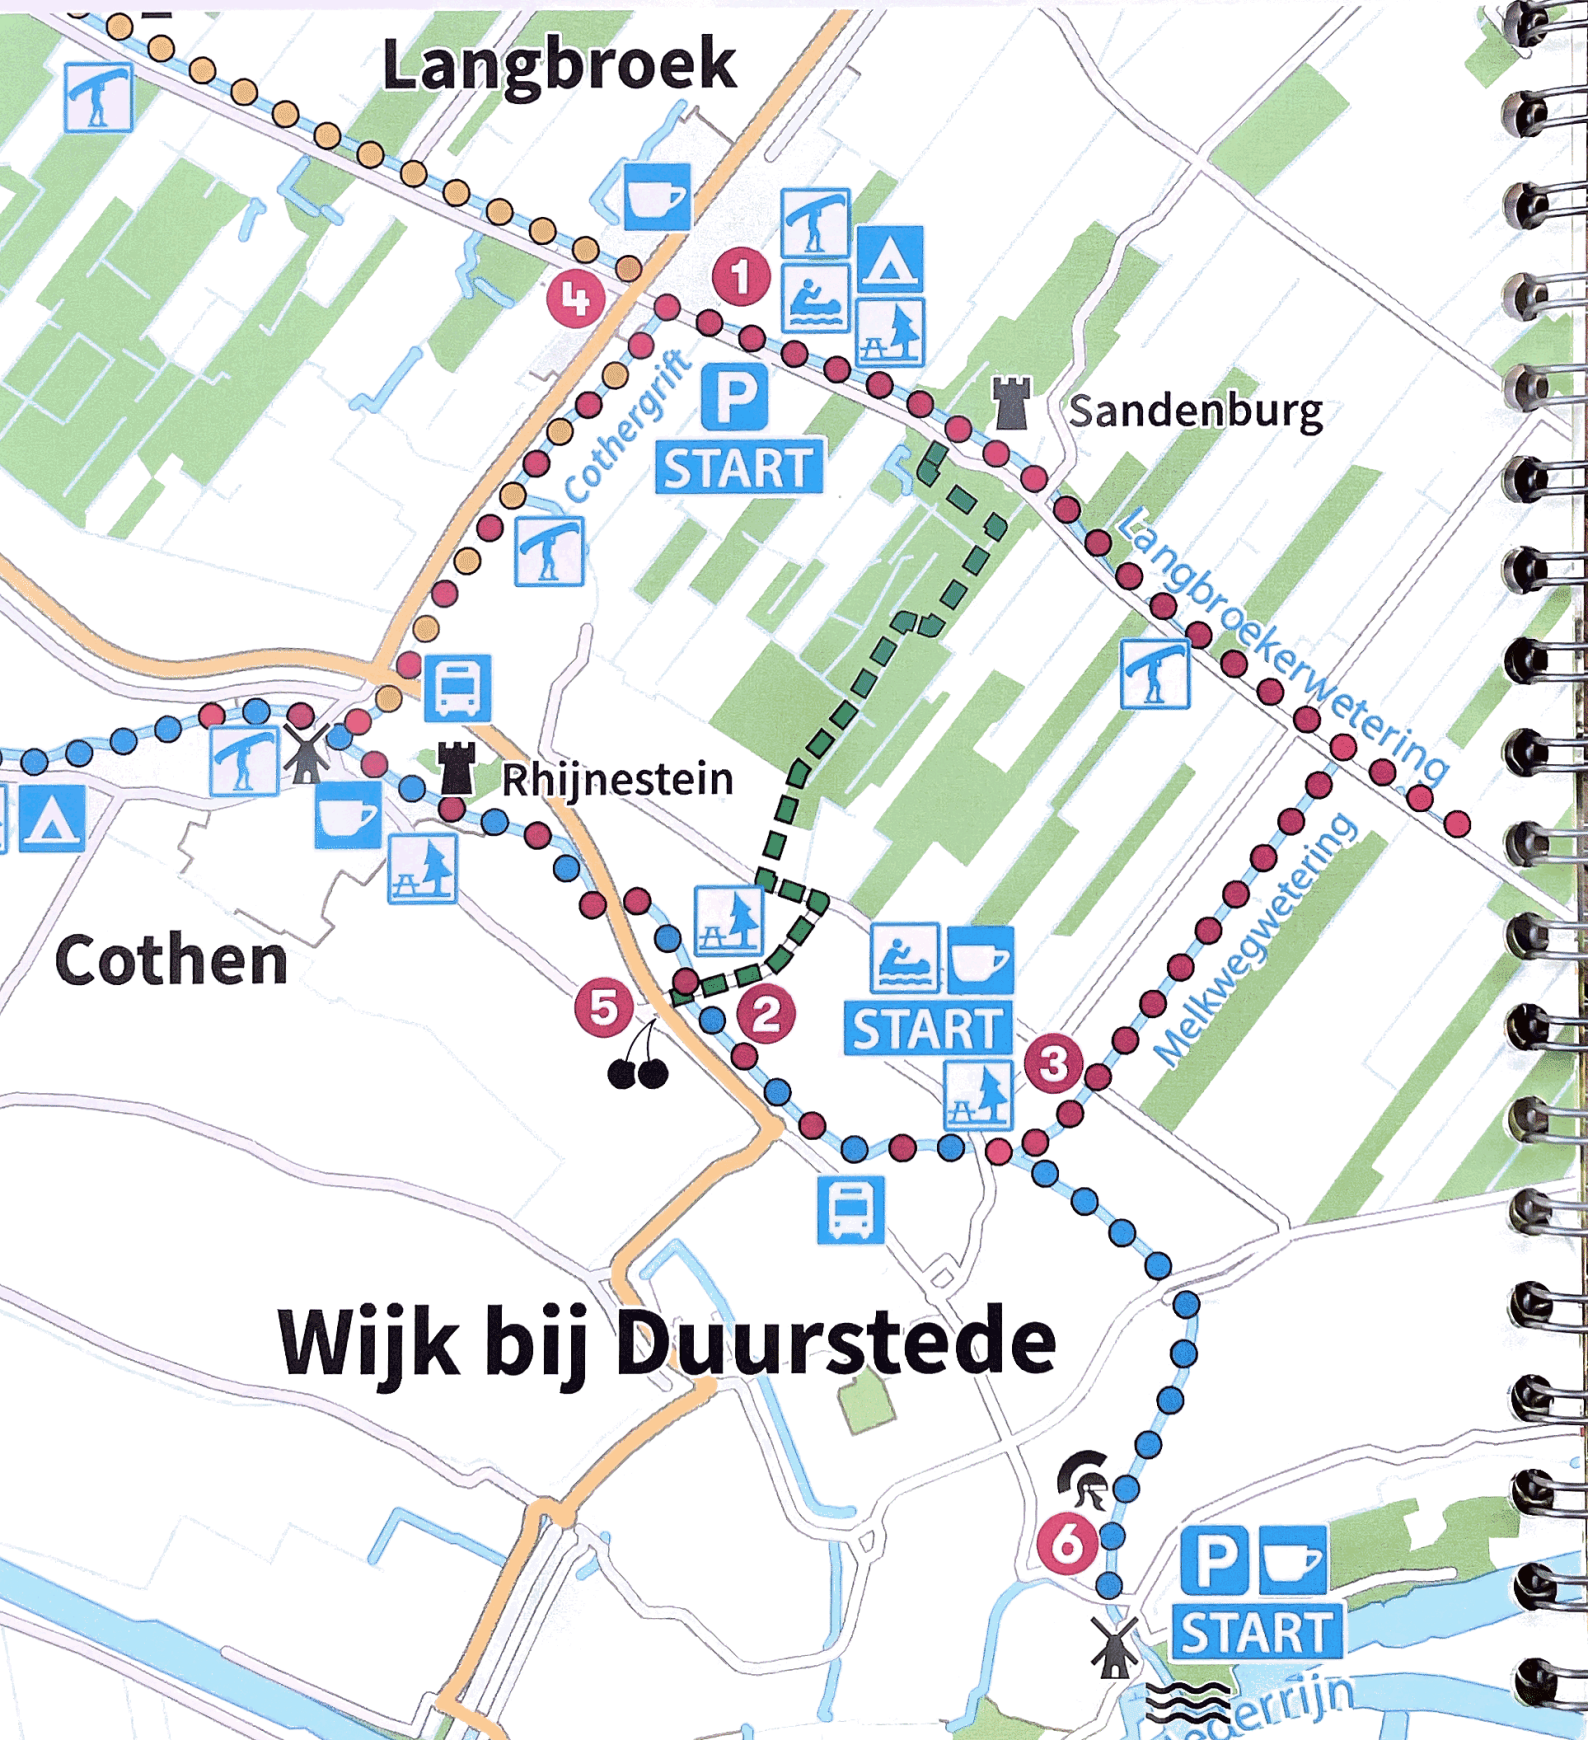 Langbroek
4
1
P
START
Cothergrift
Sandenburg
Langbroekerwetering
Rhijnestein
Melkwegwetering
Cothen
5
2
START
3
Wijk bij Duurstede
6
P
START